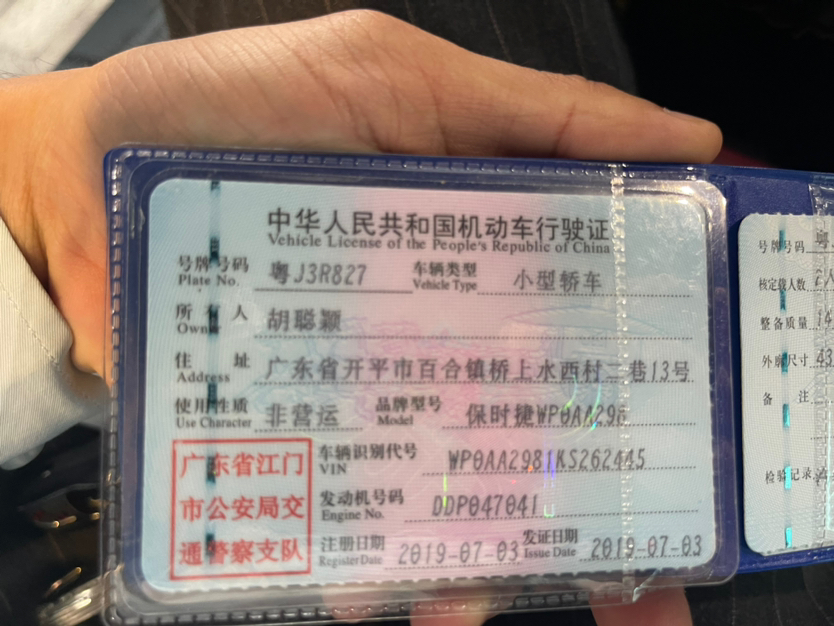 中华人民共和国机动车行驶证
Vehicle License of the People's Republic of China
号牌号码 粤J3R827 车辆类型 小型轿车
Plate No. Vehicle Type
所有人 胡聪颖
Owner
住址 广东省开平市百合镇桥上水西村二巷13号
Address
使用性质 非营运 品牌型号 保时捷WP0AA298
Use Character Model
广东省江门
市公安局交
通警察支队
车辆识别代号 WP0AA2981KS262445
VIN
发动机号码 DDP047041
Engine No.
注册日期 2019-07-03 发证日期 2019-07-03
Register Date Issue Date
号牌号码 粤
核定载人数
整备质量
外廓尺寸
备注
检验记录